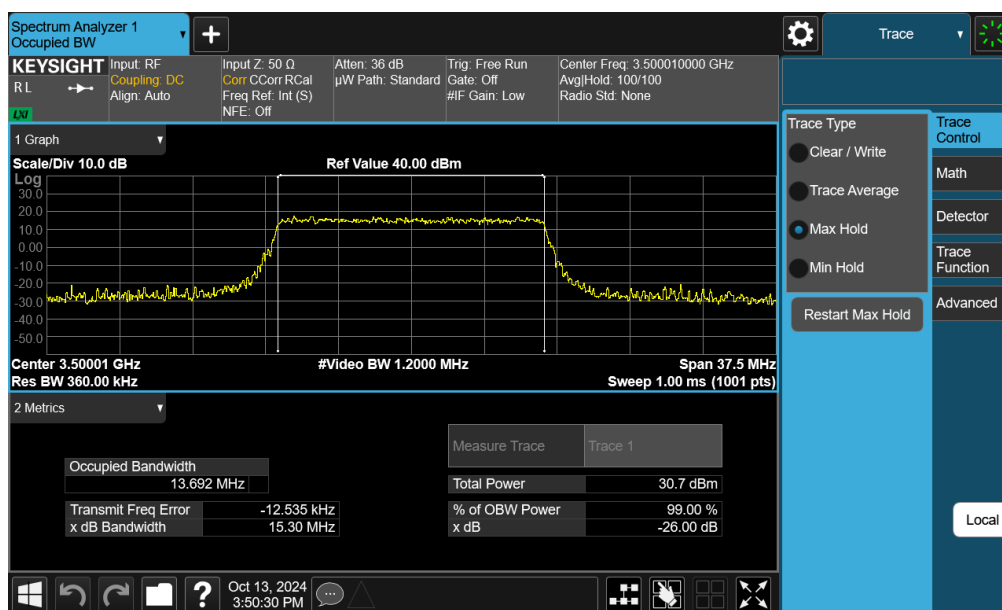 Spectrum Analyzer 1
Occupied BW
+
Trace
KEYSIGHT
RL
LXI
Input: RF
Coupling: DC
Align: Auto
Input Z: 50 Ω
Corr CCorr RCal
Freq Ref: Int (S)
NFE: Off
Atten: 36 dB
µW Path: Standard
Trig: Free Run
Gate: Off
#IF Gain: Low
Center Freq: 3.500010000 GHz
Avg|Hold: 100/100
Radio Std: None
1 Graph
Scale/Div 10.0 dB
Ref Value 40.00 dBm
Log
30.0
20.0
10.0
0.00
-10.0
-20.0
-30.0
-40.0
-50.0
Center 3.50001 GHz
#Video BW 1.2000 MHz
Span 37.5 MHz
Res BW 360.00 kHz
Sweep 1.00 ms (1001 pts)
2 Metrics
Measure Trace
Trace 1
Occupied Bandwidth
13.692 MHz
Total Power
30.7 dBm
Transmit Freq Error
-12.535 kHz
% of OBW Power
99.00 %
x dB Bandwidth
15.30 MHz
x dB
-26.00 dB
Trace Type
Clear / Write
Trace Average
Max Hold
Min Hold
Restart Max Hold
Trace
Control
Math
Detector
Trace
Function
Advanced
Local
?
Oct 13, 2024
3:50:30 PM